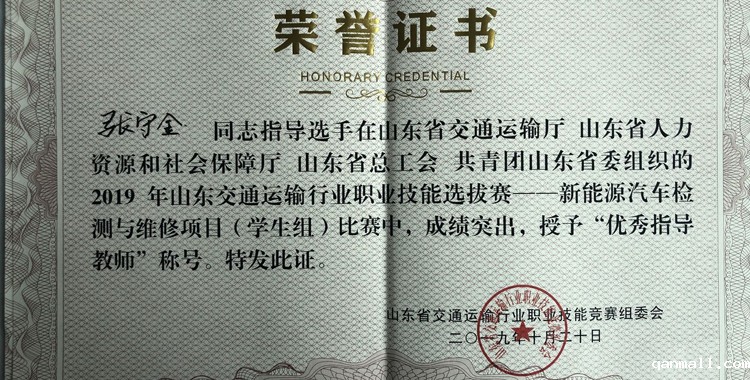 荣誉证书
HONORARY CREDENTIAL
张守全 同志指导选手在山东省交通运输厅 山东省人力
资源和社会保障厅 山东省总工会 共青团山东省委组织的
2019 年山东交通运输行业职业技能选拔赛——新能源汽车检
测与维修项目（学生组）比赛中，成绩突出，授予“优秀指导
教师”称号。特发此证。
山东省交通运输行业职业技能竞赛组委会
二〇一九年十月二十日
qanmall.com